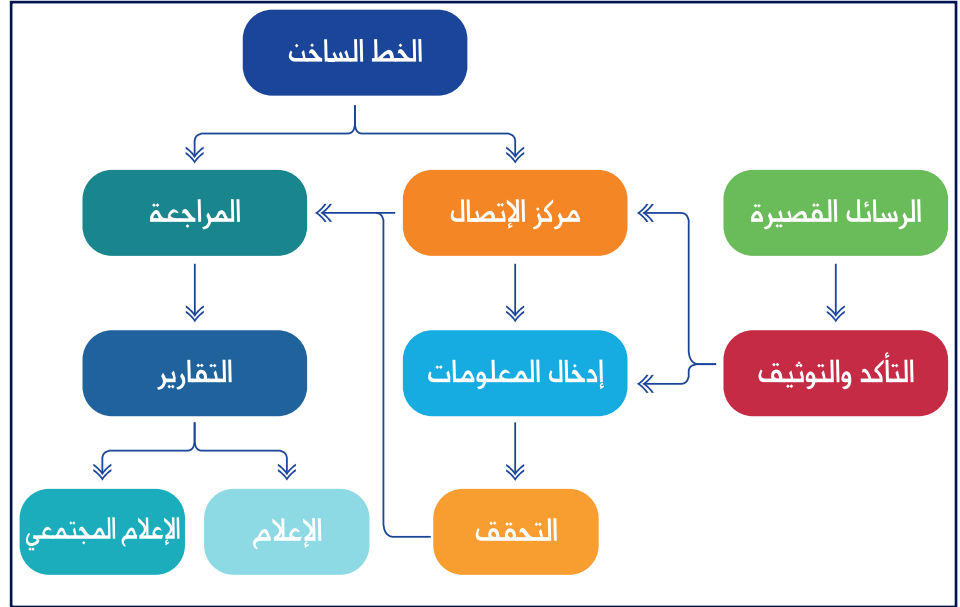 الخط الساخن
الرسائل القصيرة
مركز الإتصال
المراجعة
التأكد والتوثيق
إدخال المعلومات
التقارير
التحقق
الإعلام
الإعلام المجتمعي